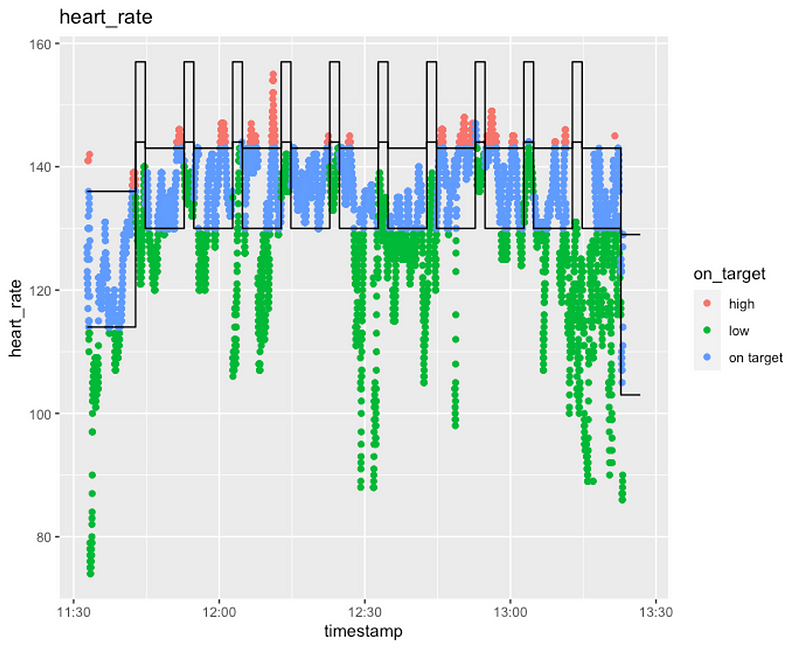 heart_rate
160
140
120
100
80
heart_rate
11:30
12:00
12:30
13:00
13:30
timestamp
on_target
high
low
on target